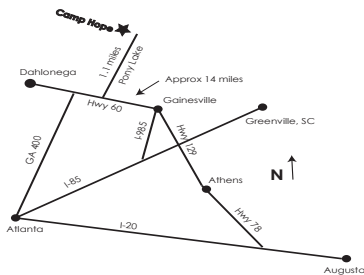 Camp Hope
1.1 miles
Pony Lake
Dahlonega
Approx 14 miles
Hwy 60
Gainesville
Greenville, SC
GA 400
I-985
Hwy 129
I-85
Athens
N
Hwy 78
Atlanta
I-20
Augusta